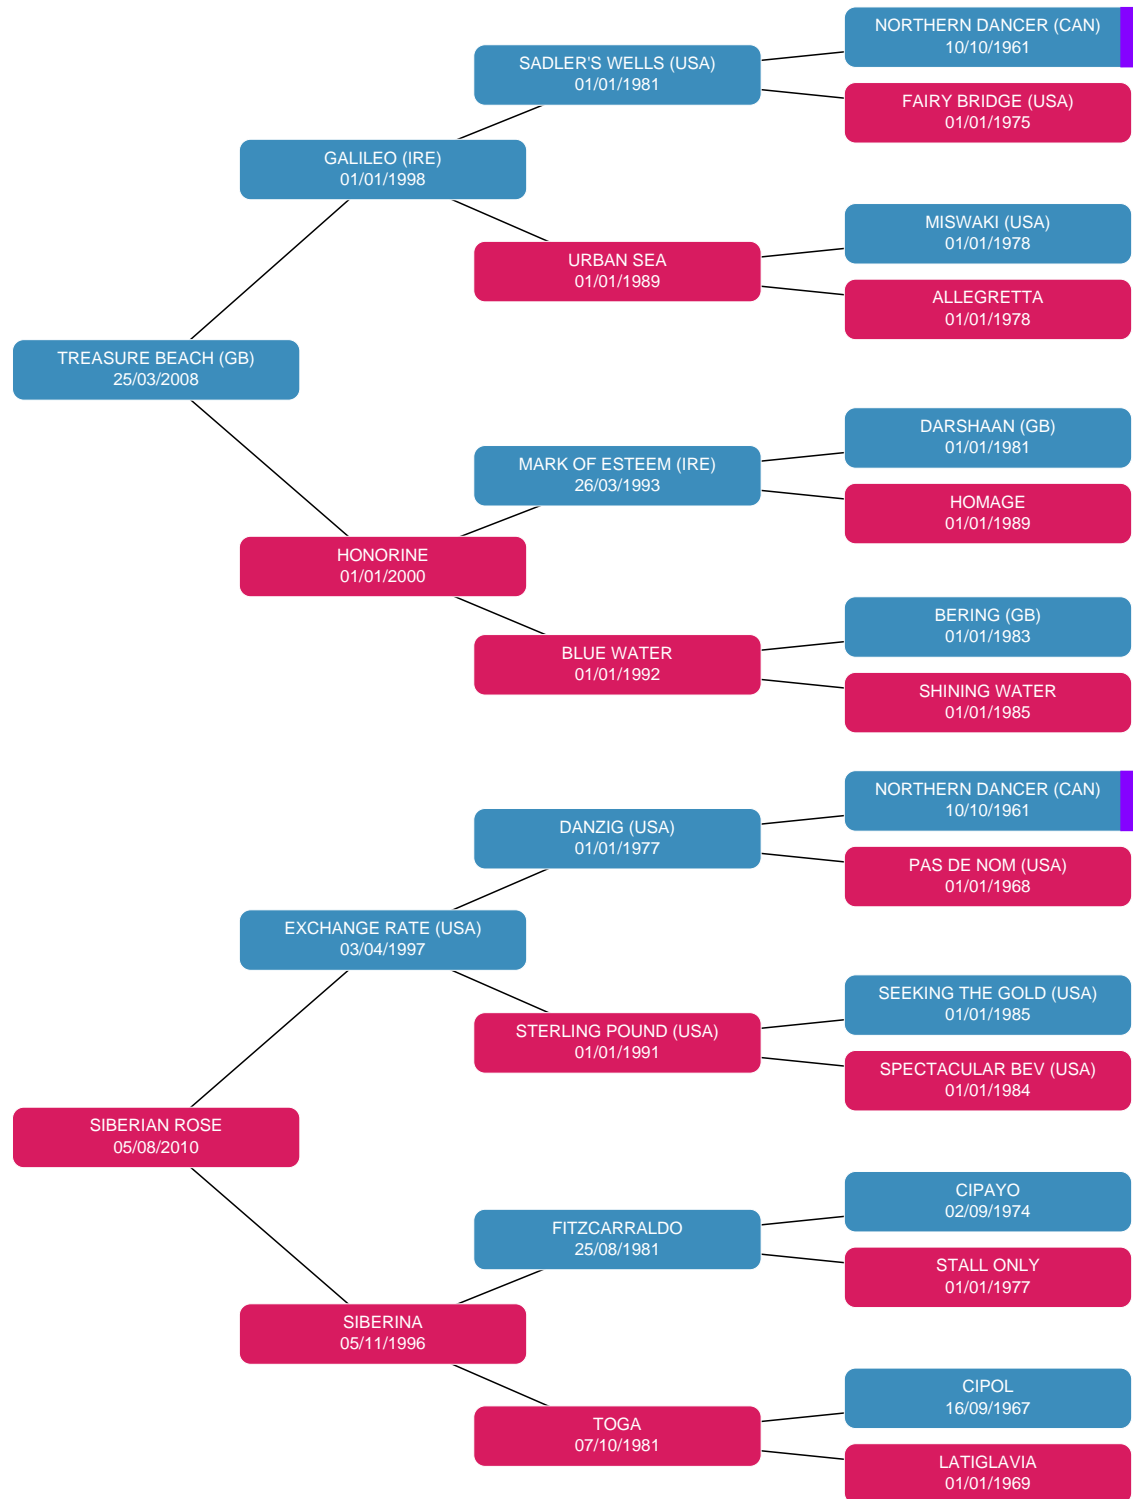 NORTHERN DANCER (CAN)
10/10/1961
SADLER'S WELLS (USA)
01/01/1981
FAIRY BRIDGE (USA)
01/01/1975
GALILEO (IRE)
01/01/1998
MISWAKI (USA)
01/01/1978
URBAN SEA
01/01/1989
ALLEGRETTA
01/01/1978
TREASURE BEACH (GB)
25/03/2008
DARSHAAN (GB)
01/01/1981
MARK OF ESTEEM (IRE)
26/03/1993
HOMAGE
01/01/1989
HONORINE
01/01/2000
BERING (GB)
01/01/1983
BLUE WATER
01/01/1992
SHINING WATER
01/01/1985
NORTHERN DANCER (CAN)
10/10/1961
DANZIG (USA)
01/01/1977
PAS DE NOM (USA)
01/01/1968
EXCHANGE RATE (USA)
03/04/1997
SEEKING THE GOLD (USA)
01/01/1985
STERLING POUND (USA)
01/01/1991
SPECTACULAR BEV (USA)
01/01/1984
SIBERIAN ROSE
05/08/2010
CIPAYO
02/09/1974
FITZCARRALDO
25/08/1981
STALL ONLY
01/01/1977
SIBERINA
05/11/1996
CIPOL
16/09/1967
TOGA
07/10/1981
LATIGLAVIA
01/01/1969